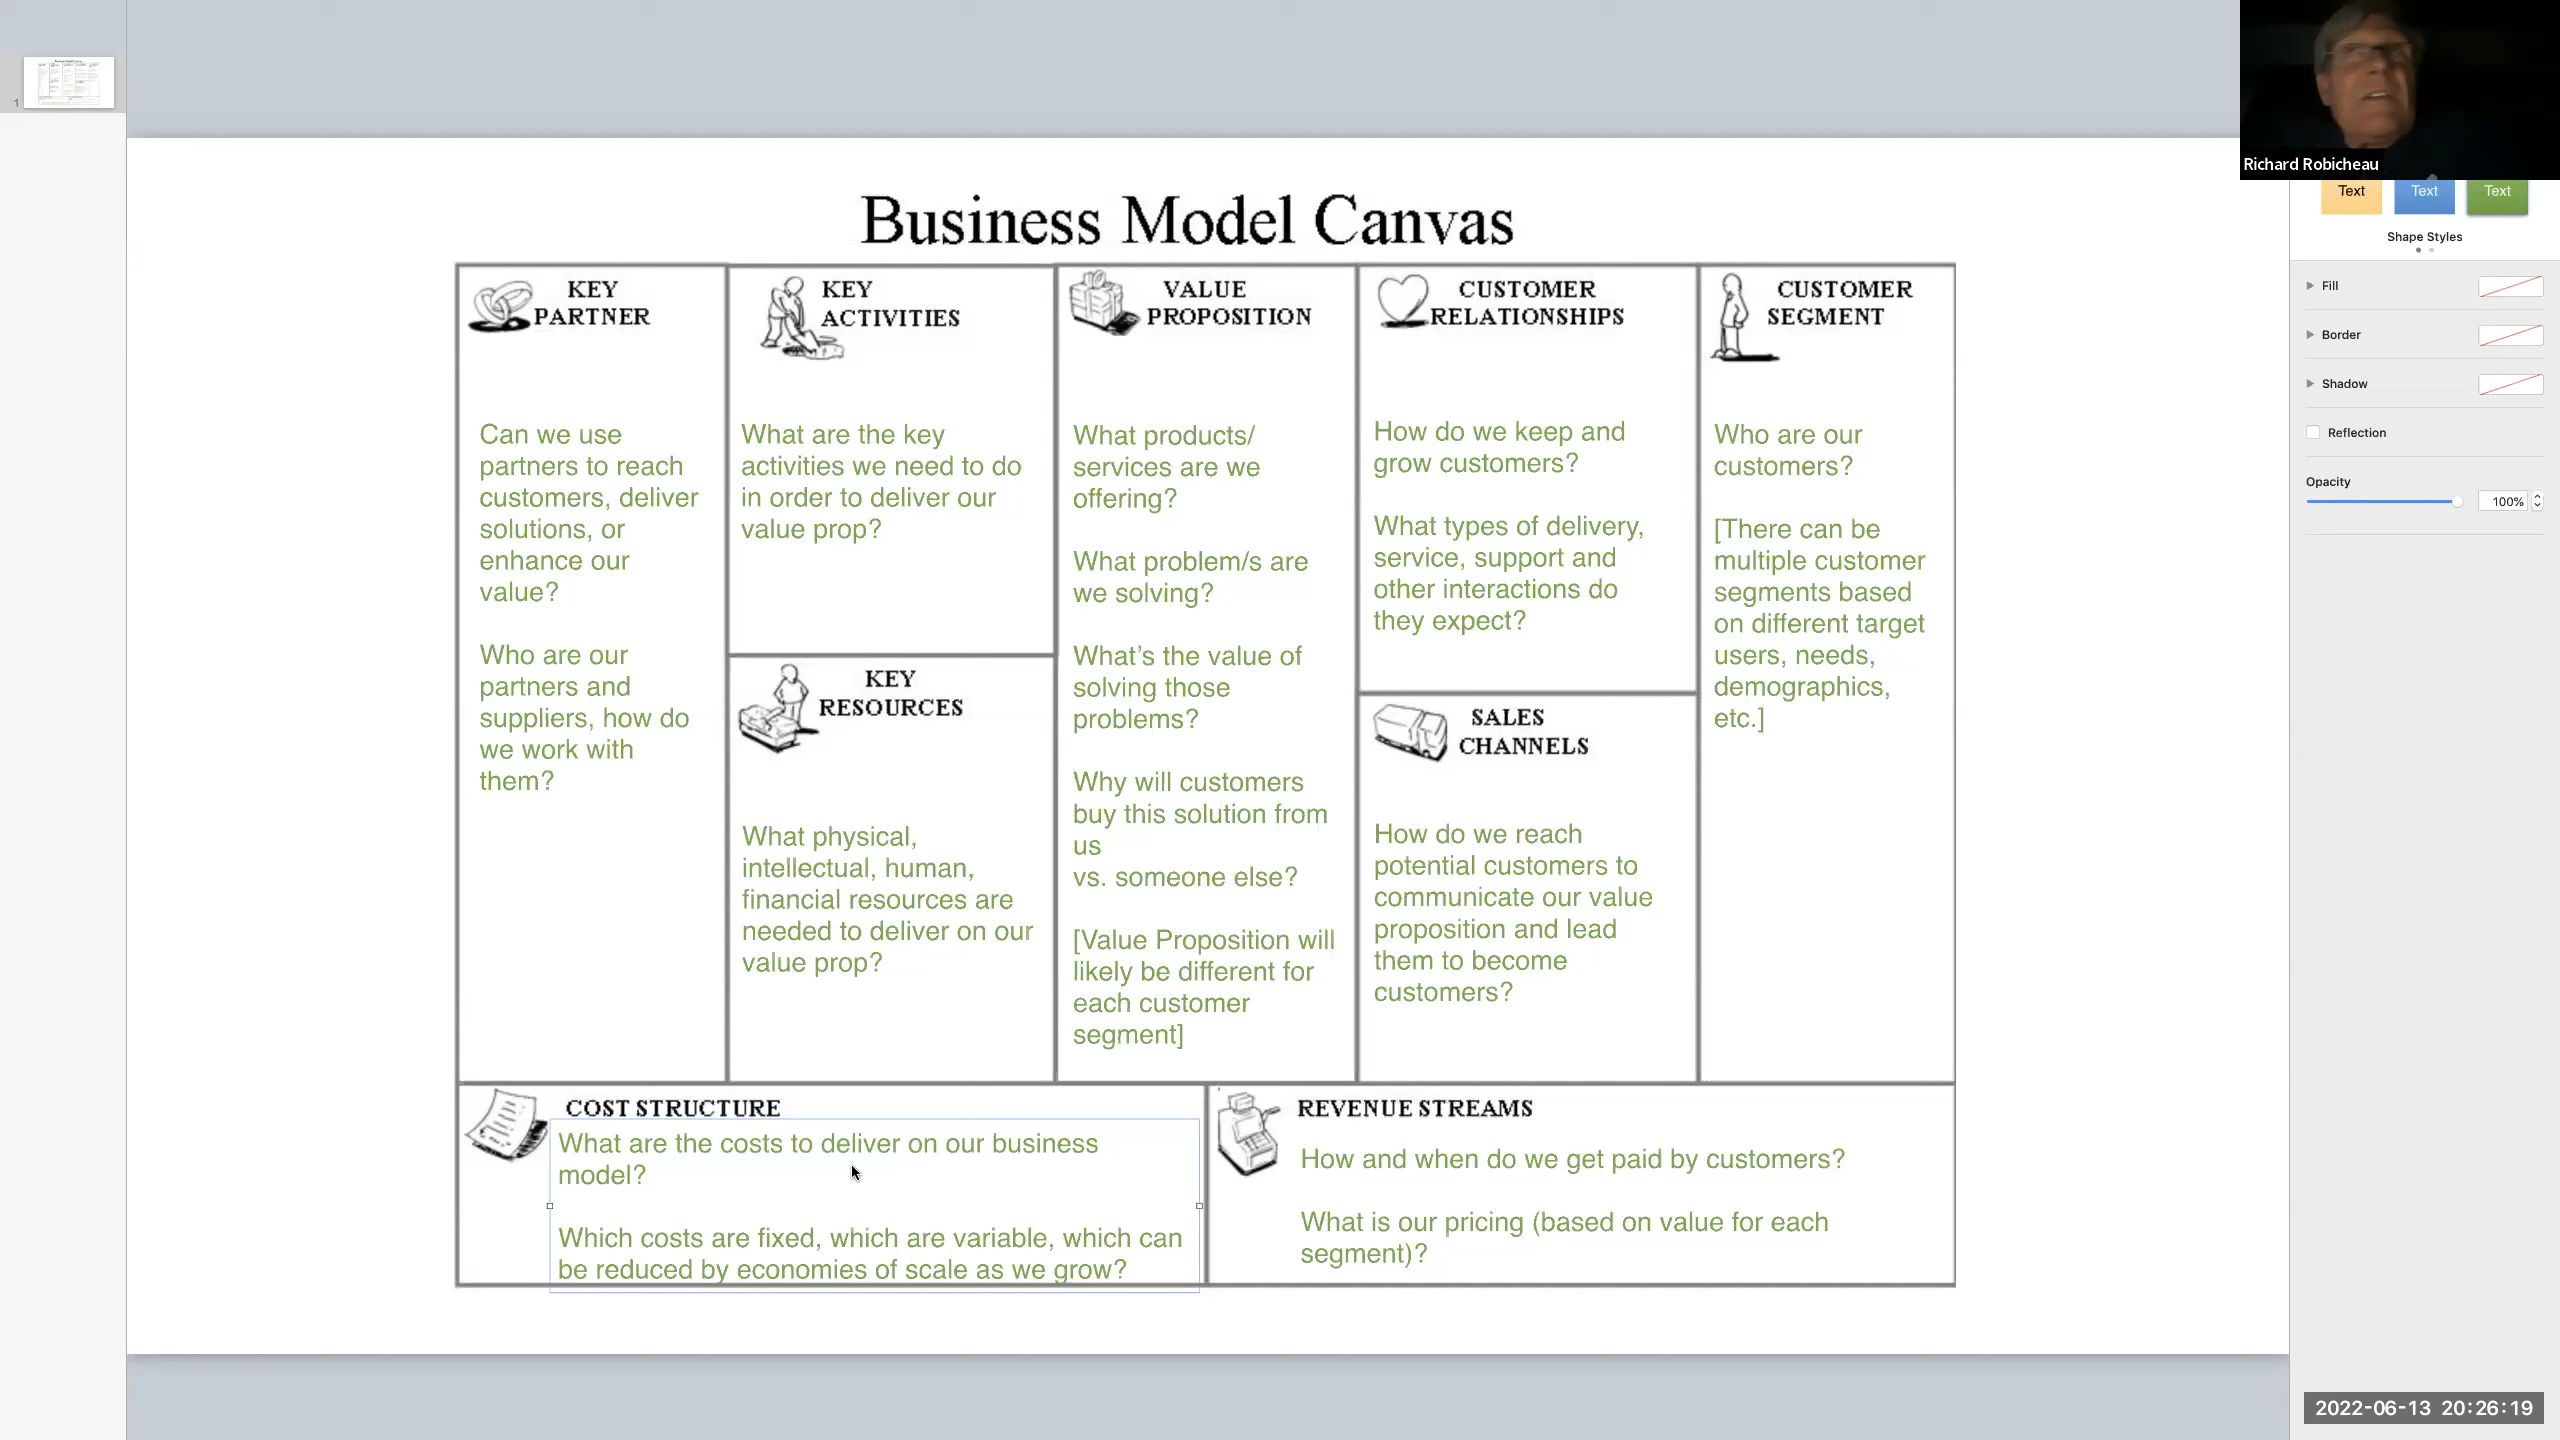 1
Richard Robicheau
Text
Text
Text
Shape Styles
Fill
Border
Shadow
Reflection
Opacity
100%
Business Model Canvas
KEY
PARTNER
Can we use
partners to reach
customers, deliver
solutions, or
enhance our
value?
Who are our
partners and
suppliers, how do
we work with
them?
KEY
ACTIVITIES
What are the key
activities we need to do
in order to deliver our
value prop?
KEY
RESOURCES
What physical,
intellectual, human,
financial resources are
needed to deliver on our
value prop?
VALUE
PROPOSITION
What products/
services are we
offering?
What problem/s are
we solving?
What’s the value of
solving those
problems?
Why will customers
buy this solution from
us
vs. someone else?
[Value Proposition will
likely be different for
each customer
segment]
CUSTOMER
RELATIONSHIPS
How do we keep and
grow customers?
What types of delivery,
service, support and
other interactions do
they expect?
SALES
CHANNELS
How do we reach
potential customers to
communicate our value
proposition and lead
them to become
customers?
CUSTOMER
SEGMENT
Who are our
customers?
[There can be
multiple customer
segments based
on different target
users, needs,
demographics,
etc.]
COST STRUCTURE
What are the costs to deliver on our business
model?
Which costs are fixed, which are variable, which can
be reduced by economies of scale as we grow?
REVENUE STREAMS
How and when do we get paid by customers?
What is our pricing (based on value for each
segment)?
2022-06-13 20:26:19